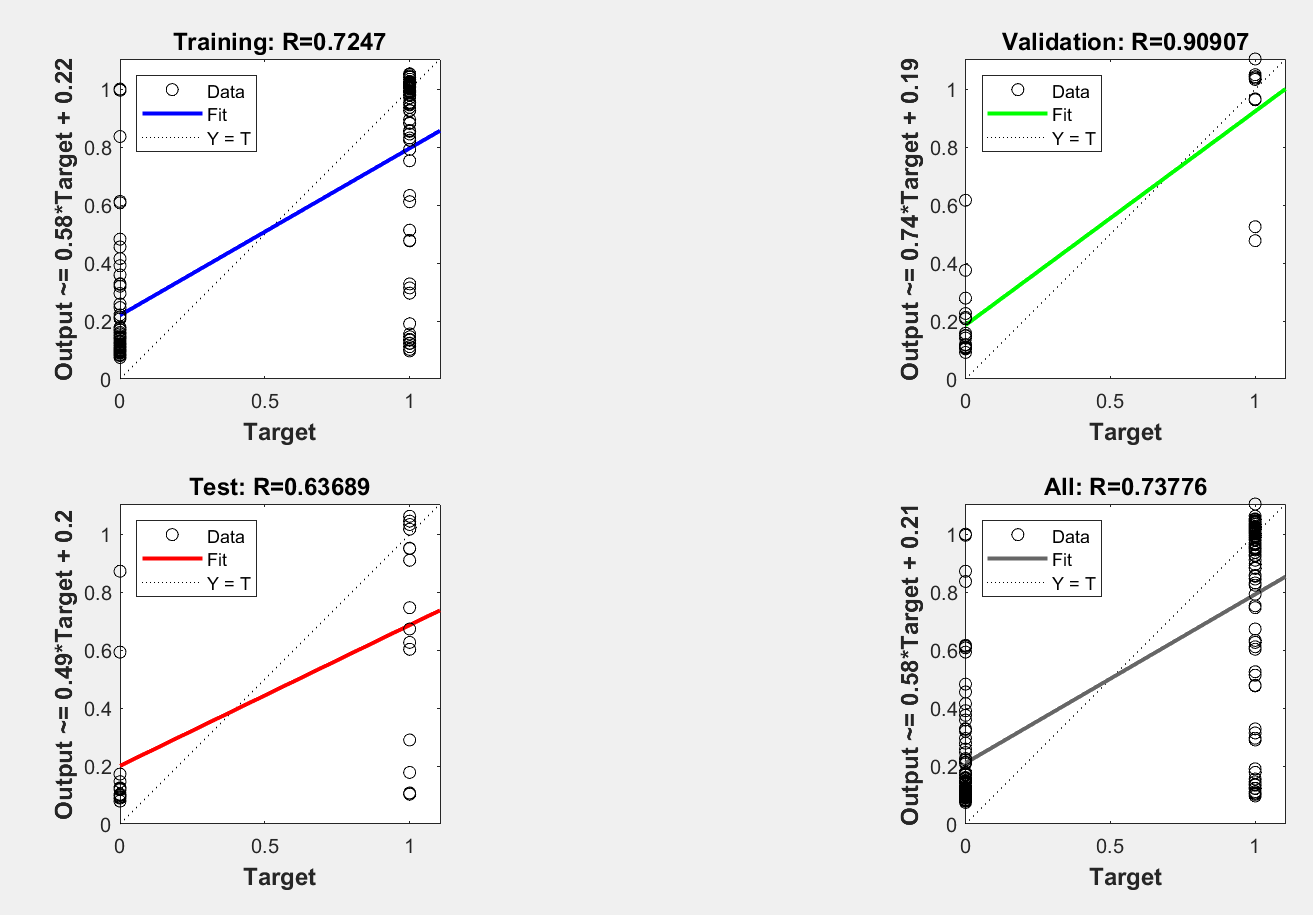 Training: R=0.7247
Output ~= 0.58*Target + 0.22
1
0.8
0.6
0.4
0.2
0
Data
Fit
Y = T
0 0.5 1
Target
Validation: R=0.90907
Output ~= 0.74*Target + 0.19
1
0.8
0.6
0.4
0.2
0
Data
Fit
Y = T
0 0.5 1
Target
Test: R=0.63689
Output ~= 0.49*Target + 0.2
1
0.8
0.6
0.4
0.2
0
Data
Fit
Y = T
0 0.5 1
Target
All: R=0.73776
Output ~= 0.58*Target + 0.21
1
0.8
0.6
0.4
0.2
0
Data
Fit
Y = T
0 0.5 1
Target